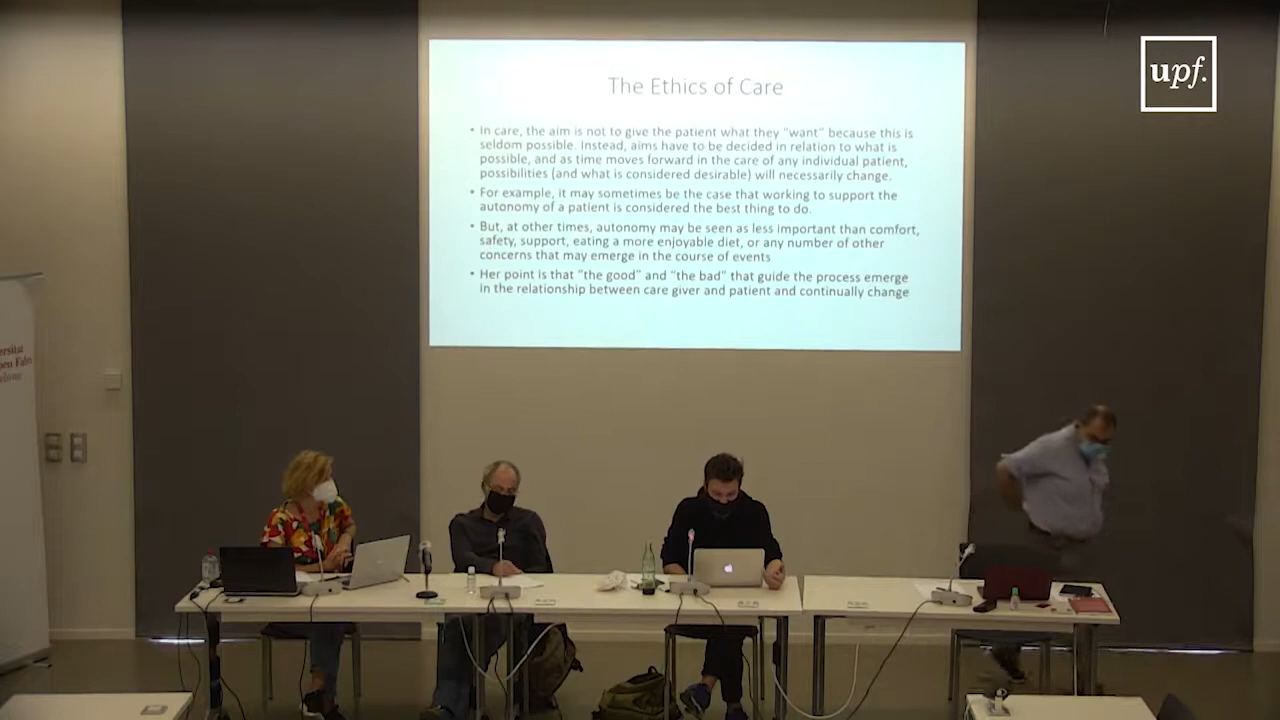 upf.
The Ethics of Care
• In care, the aim is not to give the patient what they "want" because this is
seldom possible. Instead, aims have to be decided in relation to what is
possible, and as time moves forward in the care of any individual patient,
possibilities (and what is considered desirable) will necessarily change.
• For example, it may sometimes be the case that working to support the
autonomy of a patient is considered the best thing to do.
• But, at other times, autonomy may be seen as less important than comfort,
safety, support, eating a more enjoyable diet, or any number of other
concerns that may emerge in the course of events
• Her point is that "the good" and "the bad" that guide the process emerge
in the relationship between care giver and patient and continually change